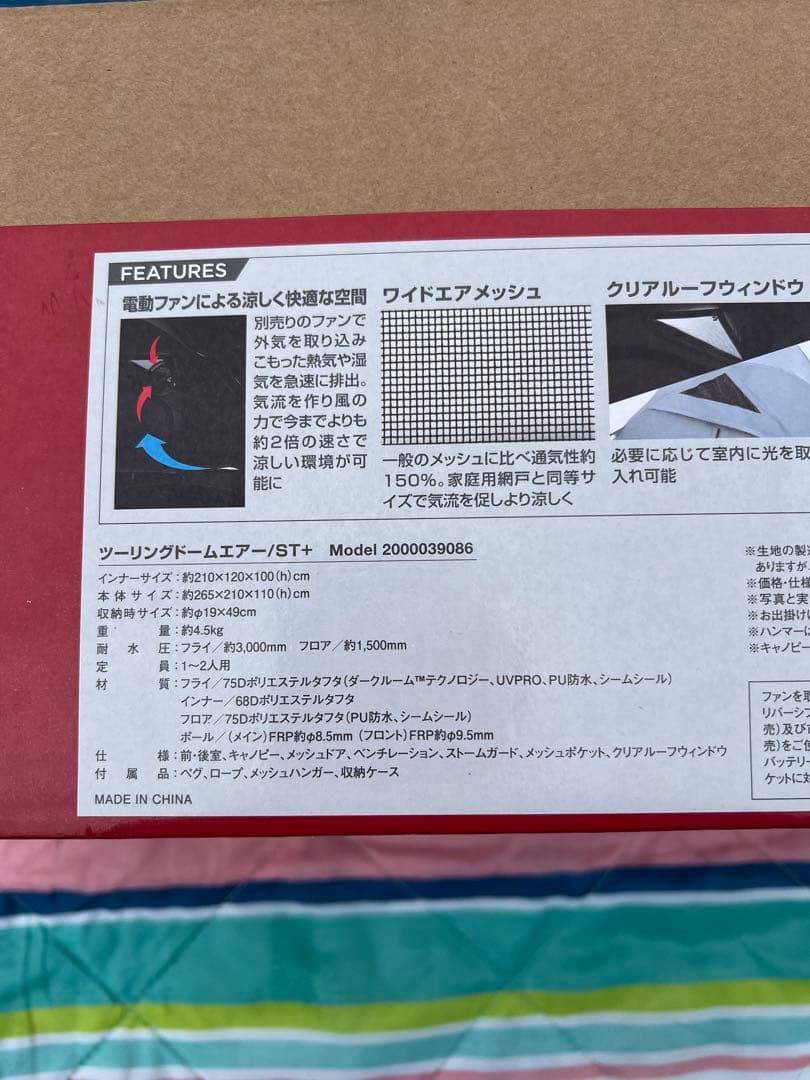 FEATURES
電動ファンによる涼しく快適な空間
別売りのファンで
外気を取り込み
こもった熱気や湿
気を急速に排出。
気流を作り風の
力で今までよりも
約2倍の速さで
涼しい環境が可
能に
ワイドエアメッシュ
一般のメッシュに比べ通気性約
150%。家庭用網戸と同等サ
イズで気流を促しより涼しく
クリアルーフウィンドウ
必要に応じて室内に光を取
入れ可能
ツーリングドームエアー/ST+ Model 2000039086
インナーサイズ:約210×120×100(h)cm
本体サイズ:約265×210×110(h)cm
収納時サイズ:約φ19×49cm
重 量:約4.5kg
耐水圧:フライ/約3,000mm フロア/約1,500mm
定 員:1〜2人用
材 質:フライ/75Dポリエステルタフタ(ダークルーム™テクノロジー、UVPRO、PU防水、シームシール)
インナー/68Dポリエステルタフタ
フロア/75Dポリエステルタフタ(PU防水、シームシール)
ポール/(メイン)FRP約φ8.5mm (フロント)FRP約φ9.5mm
仕 様:前・後室、キャノピー、メッシュドア、ベンチレーション、ストームガード、メッシュポケット、クリアルーフウィンドウ
付属品:ペグ、ロープ、メッシュハンガー、収納ケース
MADE IN CHINA
※生地の製造
ありますが、
※価格・仕様
※写真と実
※お出掛け
※ハンマーに
※キャノピー
ファンを取
リバーシブ
売)及び
売)をご使
バッテリー
ケットに対